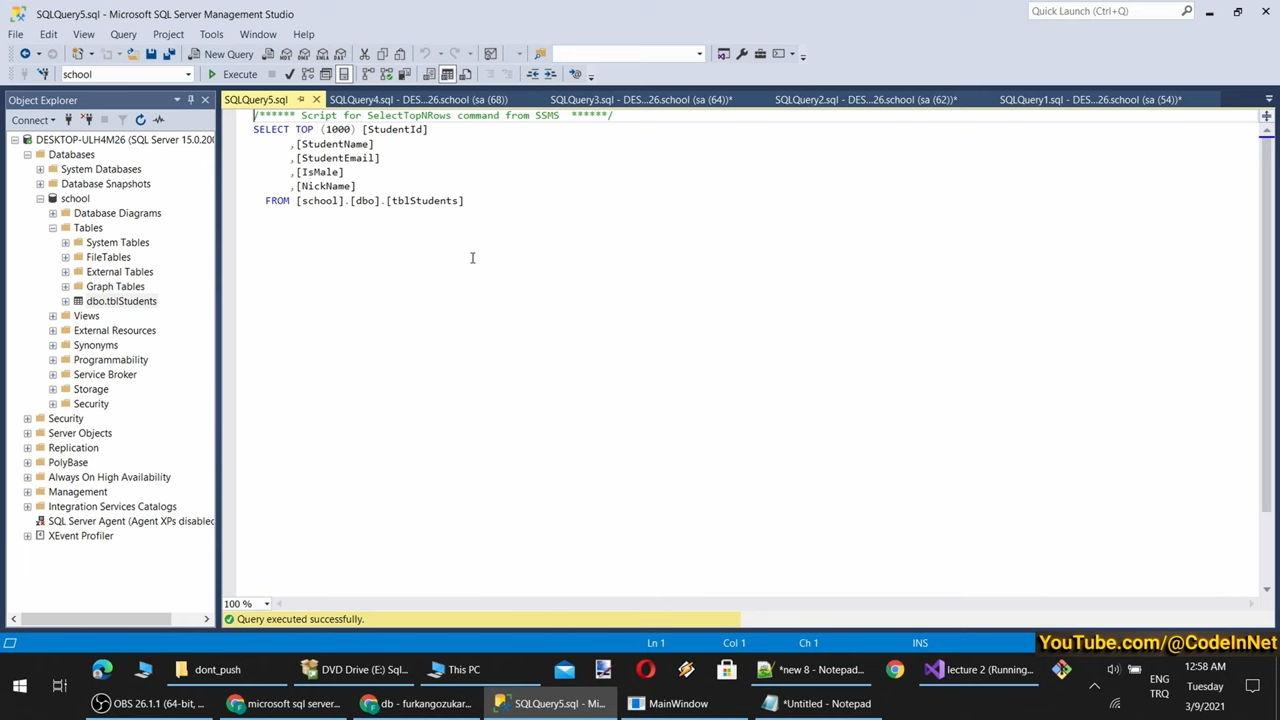 SQLQuery5.sql - Microsoft SQL Server Management Studio
Quick Launch (Ctrl+Q)
File Edit View Query Project Tools Window Help
New Query
MDX DMX XMLA DAX
school
Execute
Object Explorer
SQLQuery5.sql
SQLQuery4.sql - DES...26.school (sa (68))
SQLQuery3.sql - DES...26.school (sa (64))*
SQLQuery2.sql - DES...26.school (sa (62))*
SQLQuery1.sql - DES...26.school (sa (54))*
Connect
DESKTOP-ULH4M26 (SQL Server 15.0.200
Databases
System Databases
Database Snapshots
school
Database Diagrams
Tables
System Tables
FileTables
External Tables
Graph Tables
dbo.tblStudents
Views
External Resources
Synonyms
Programmability
Service Broker
Storage
Security
Security
Server Objects
Replication
PolyBase
Always On High Availability
Management
Integration Services Catalogs
SQL Server Agent (Agent XPs disabled
XEvent Profiler
/****** Script for SelectTopNRows command from SSMS  ******/
SELECT TOP (1000) [StudentId]
,[StudentName]
,[StudentEmail]
,[IsMale]
,[NickName]
FROM [school].[dbo].[tblStudents]
100 %
Query executed successfully.
Ln 1 Col 1 Ch 1 INS
YouTube.com/@CodeInNet
dont_push
DVD Drive (E:) Sql...
This PC
*new 8 - Notepad...
lecture 2 (Running...
ENG
TRQ
12:58 AM
Tuesday
3/9/2021
OBS 26.1.1 (64-bit, ...
microsoft sql server...
db - furkangozukar...
SQLQuery5.sql - Mi...
MainWindow
*Untitled - Notepad